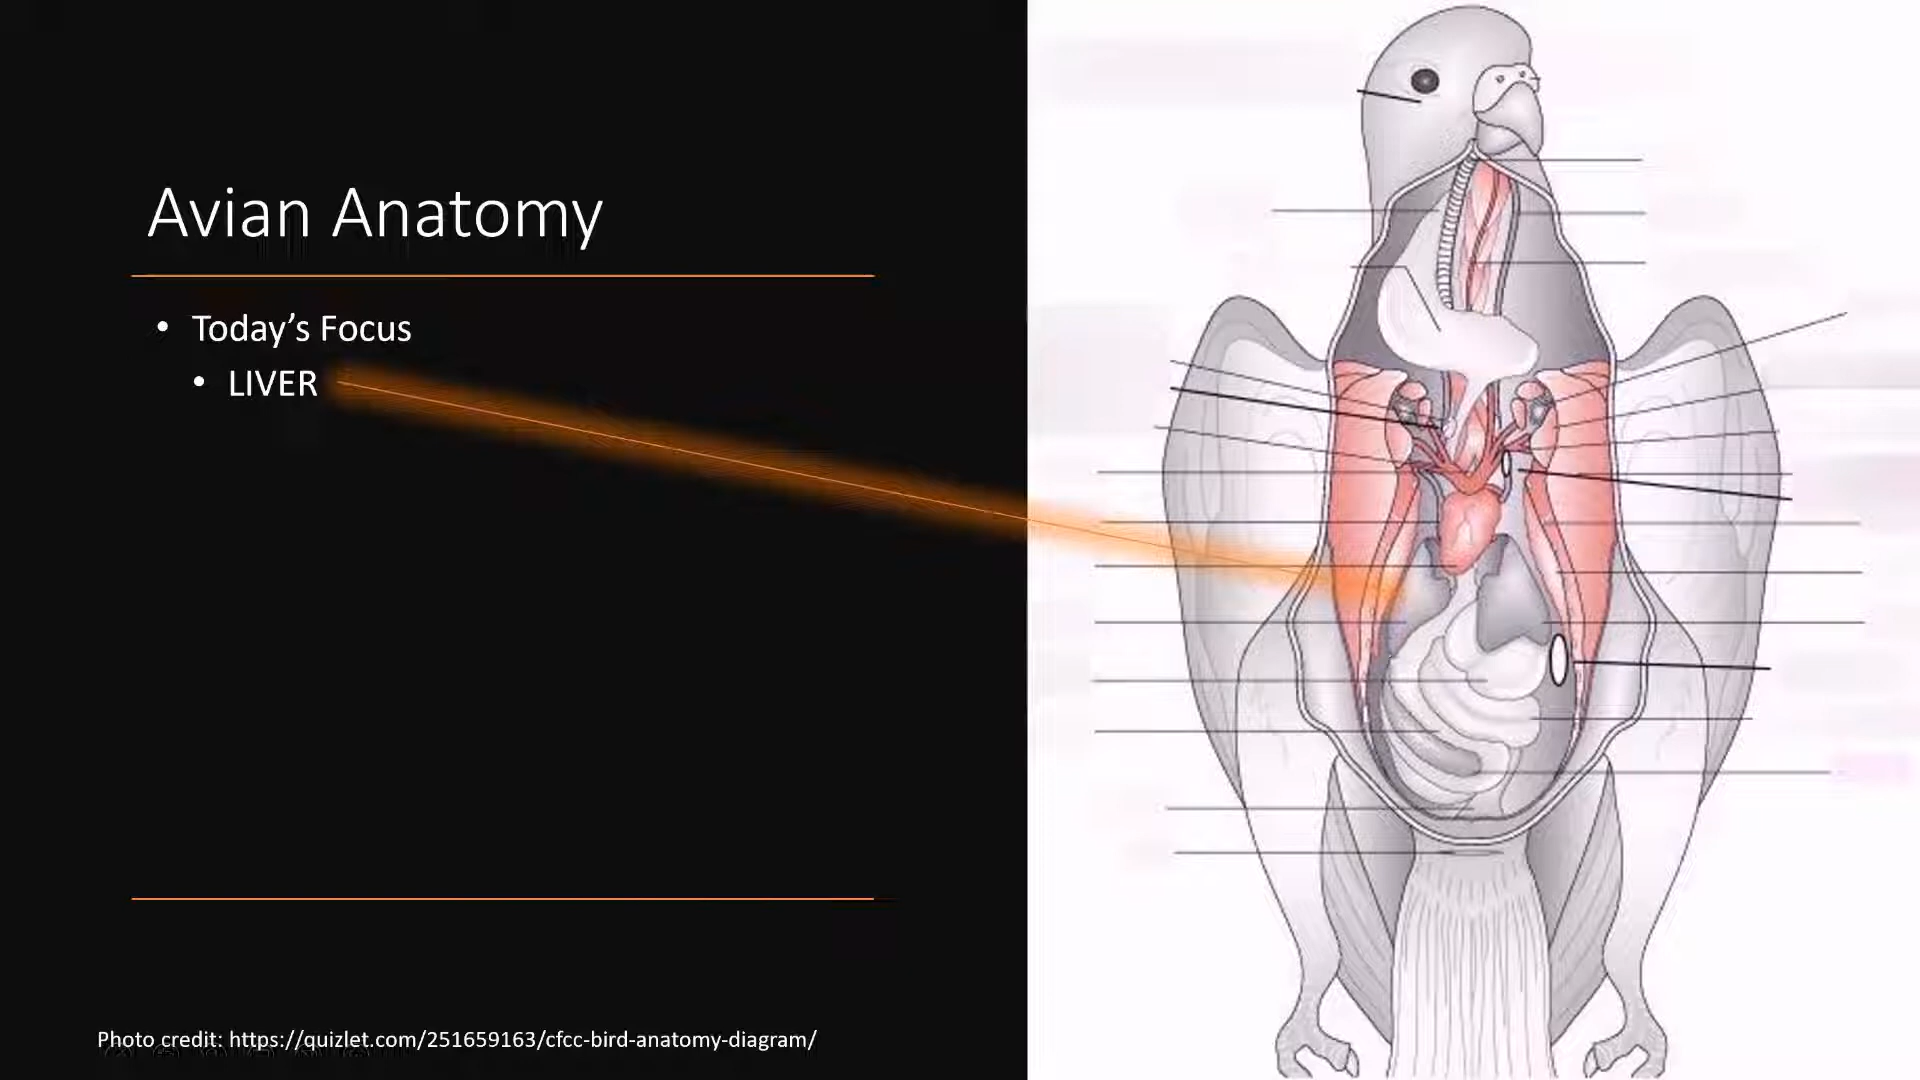 Avian Anatomy
• Today’s Focus
• LIVER
Photo credit: https://quizlet.com/251659163/cfcc-bird-anatomy-diagram/